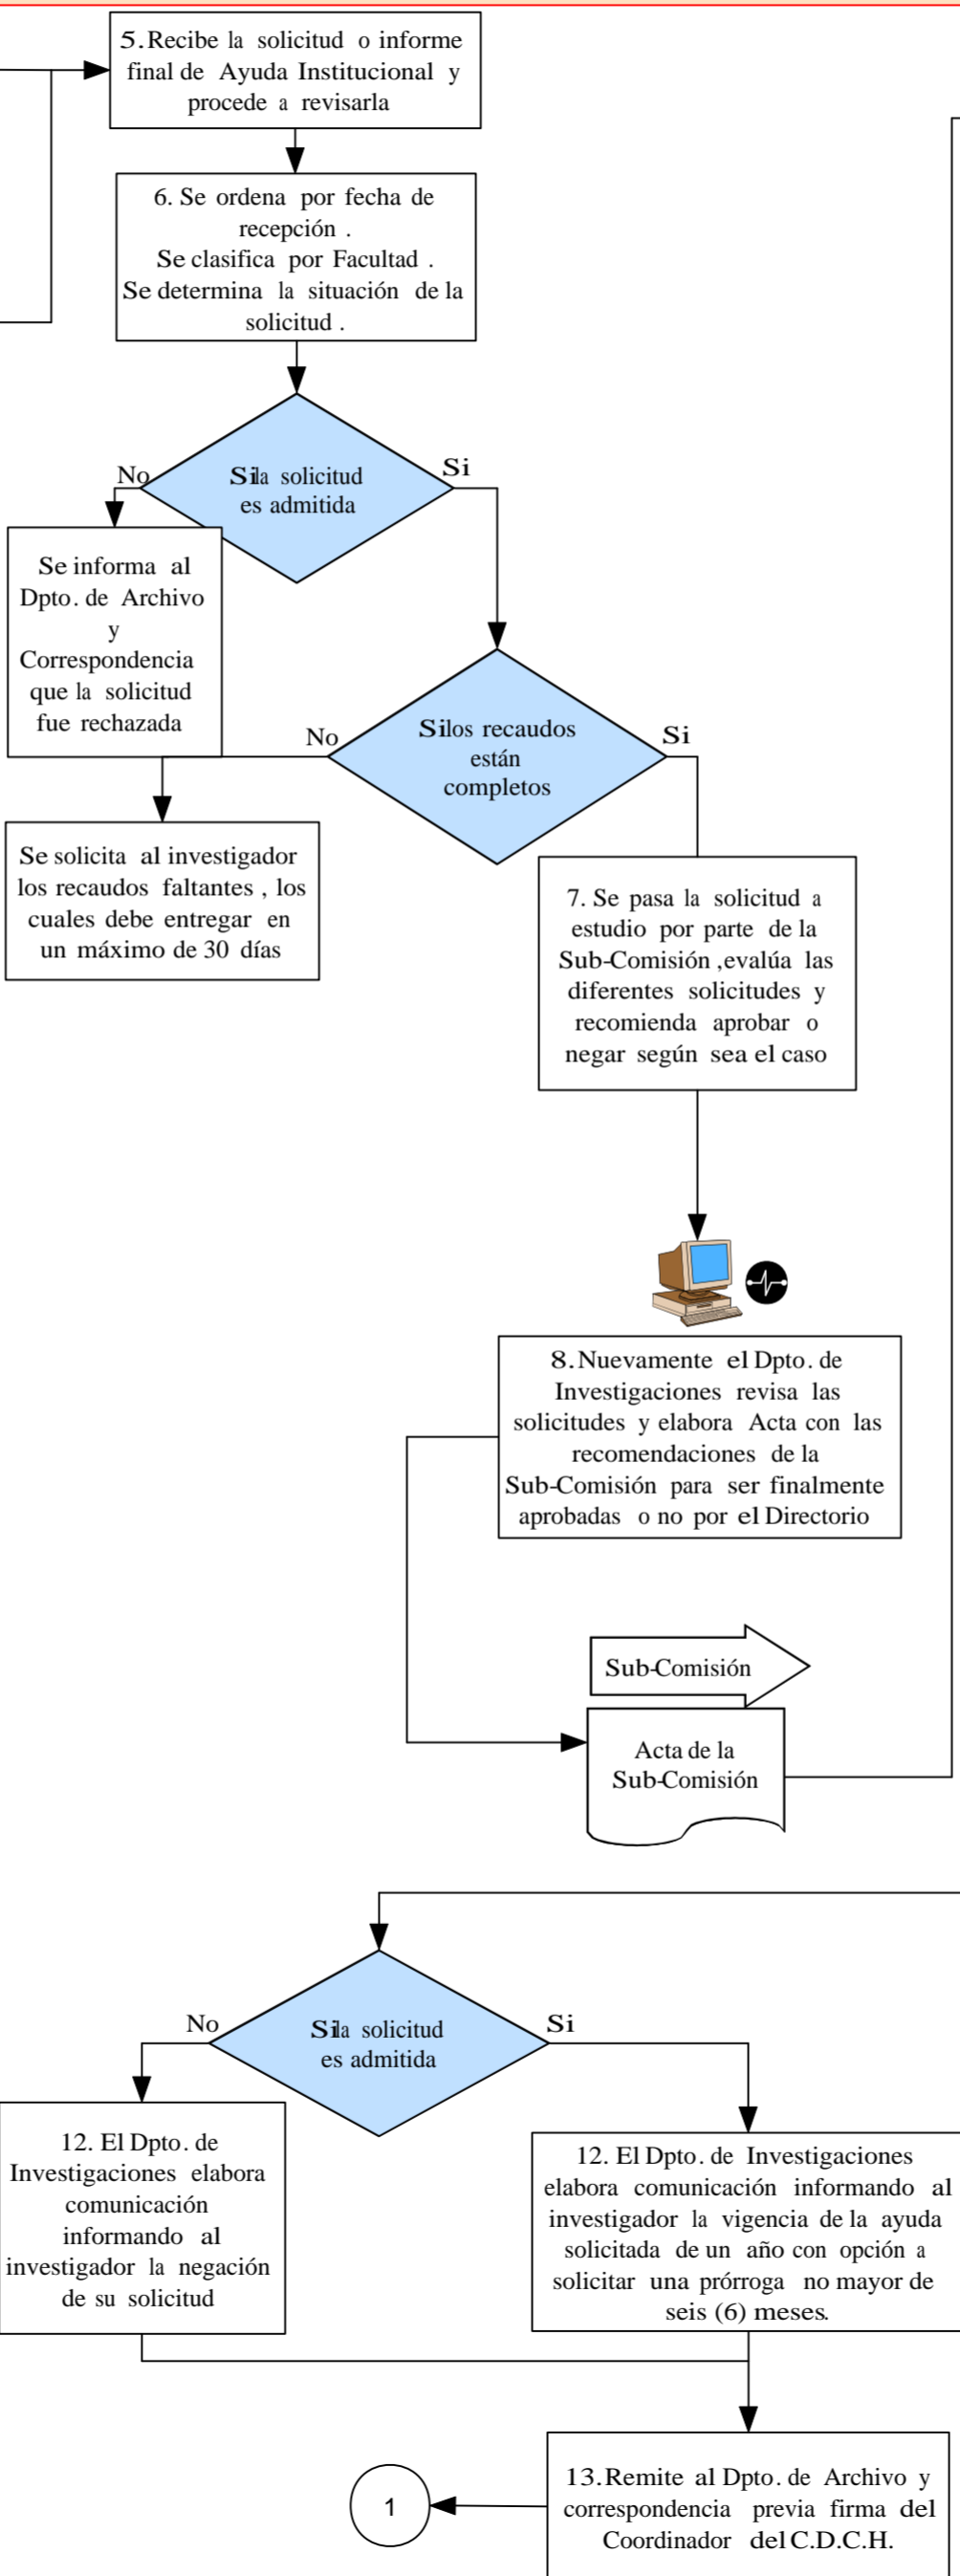 5.Recibe la solicitud o informe
final de Ayuda Institucional y
procede a revisarla
6. Se ordena por fecha de
recepción .
Se clasifica por Facultad .
Se determina la situación de la
solicitud .
No
Si la solicitud
es admitida
Si
Se informa al
Dpto. de Archivo
y
Correspondencia
que la solicitud
fue rechazada
No
Si los recaudos
están
completos
Si
Se solicita al investigador
los recaudos faltantes , los
cuales debe entregar en
un máximo de 30 días
7. Se pasa la solicitud a
estudio por parte de la
Sub-Comisión ,evalúa las
diferentes solicitudes y
recomienda aprobar o
negar según sea el caso
8.Nuevamente el Dpto. de
Investigaciones revisa las
solicitudes y elabora Acta con las
recomendaciones de la
Sub-Comisión para ser finalmente
aprobadas o no por el Directorio
Sub-Comisión
Acta de la
Sub-Comisión
No
Si la solicitud
es admitida
Si
12. El Dpto. de
Investigaciones elabora
comunicación
informando al
investigador la negación
de su solicitud
12. El Dpto. de Investigaciones
elabora comunicación informando al
investigador la vigencia de la ayuda
solicitada de un año con opción a
solicitar una prórroga no mayor de
seis (6) meses.
13.Remite al Dpto. de Archivo y
correspondencia previa firma del
Coordinador del C.D.C.H.
1